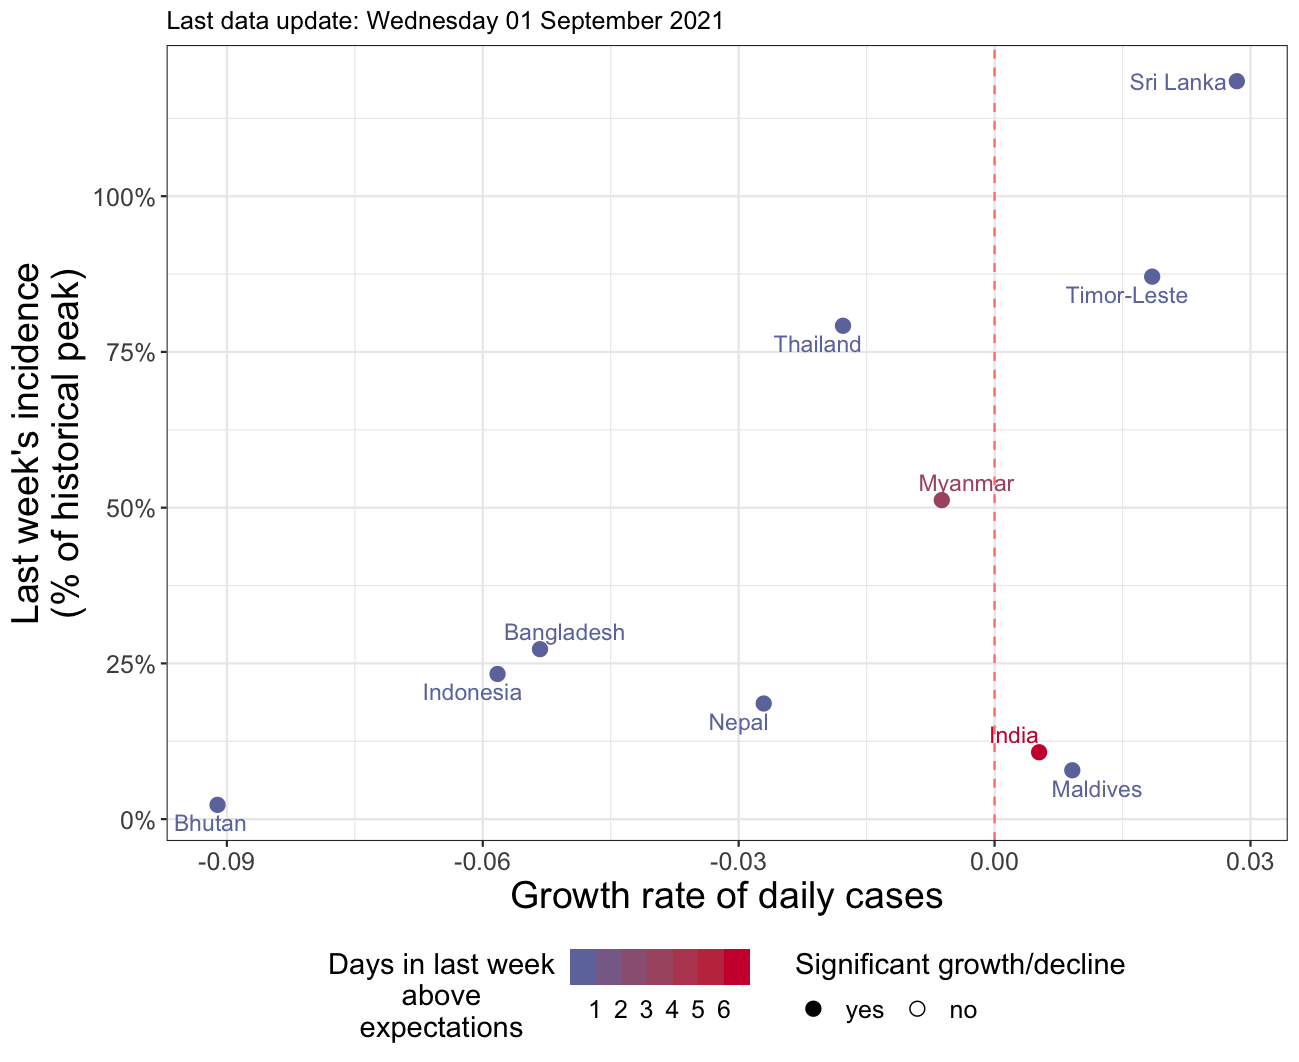 Last data update: Wednesday 01 September 2021
Last week's incidence
(% of historical peak)
100%
75%
50%
25%
0%
Sri Lanka
Timor-Leste
Thailand
Myanmar
Bangladesh
Indonesia
Nepal
India
Maldives
Bhutan
-0.09 -0.06 -0.03 0.00 0.03
Growth rate of daily cases
Days in last week
above
expectations
1 2 3 4 5 6
Significant growth/decline
yes no